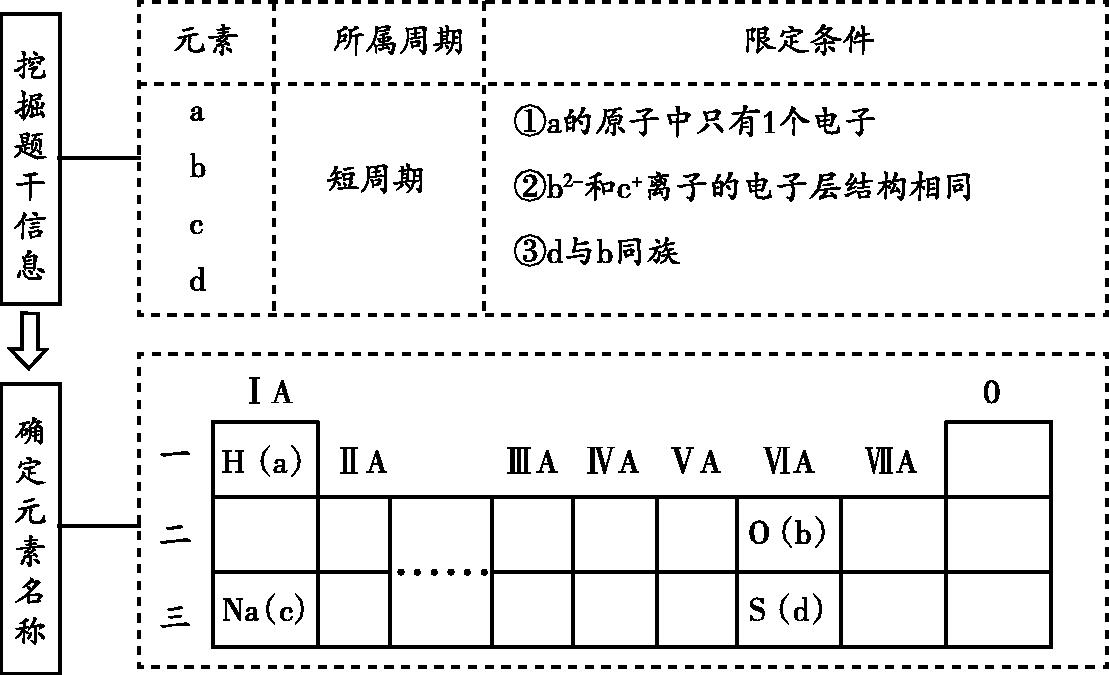 挖掘题干信息
元素 所属周期 限定条件
a
b
c
d
短周期
①a的原子中只有1个电子
②b²⁻和c⁺离子的电子层结构相同
③d与b同族
确定元素名称
ⅠA 0
一 H (a) ⅡA ⅢA ⅣA ⅤA ⅥA ⅦA
二 O (b)
······
三 Na (c) S (d)